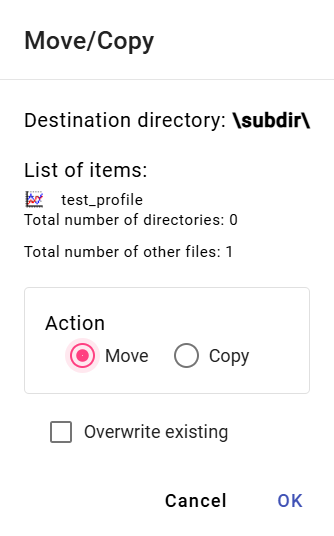 Move/Copy
Destination directory: \subdir\
List of items:
test_profile
Total number of directories: 0
Total number of other files: 1
Action
Move Copy
Overwrite existing
Cancel OK